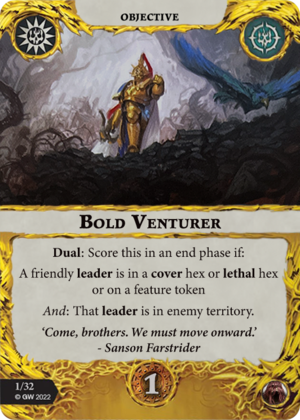 OBJECTIVE
Bold Venturer
Dual: Score this in an end phase if:
A friendly leader is in a cover hex or lethal hex
or on a feature token
And: That leader is in enemy territory.
‘Come, brothers. We must move onward.’
- Sanson Farstrider
1/32
© GW 2022
1